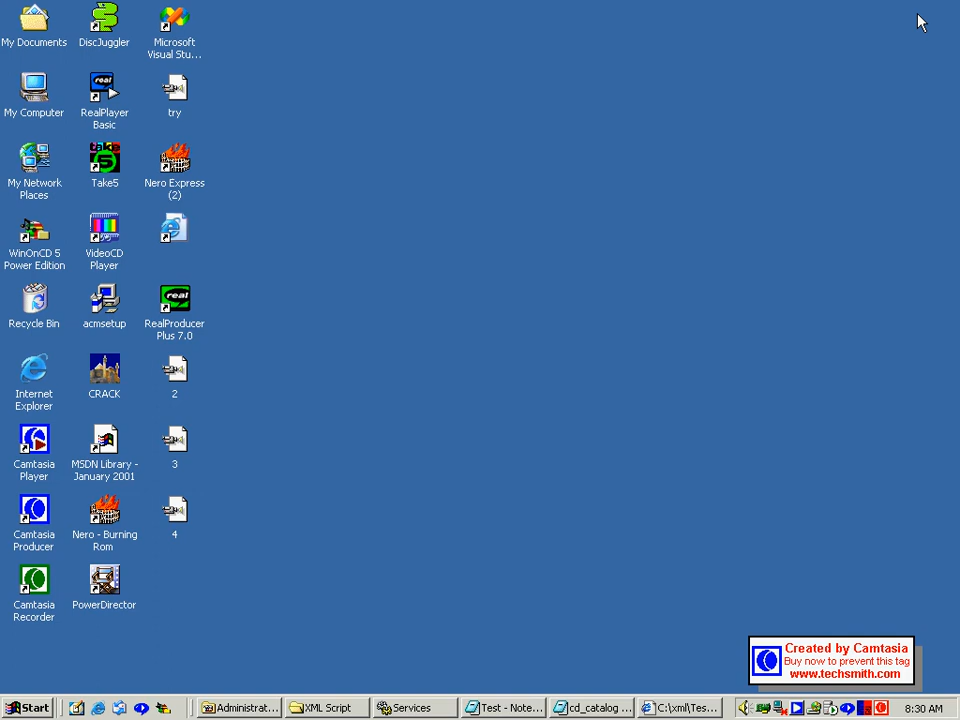 My Documents
DiscJuggler
Microsoft
Visual Stu...
My Computer
real
RealPlayer
Basic
try
My Network
Places
take
5
Take5
Nero Express
(2)
WinOnCD 5
Power Edition
VideoCD
Player
Recycle Bin
acmsetup
real
RealProducer
Plus 7.0
Internet
Explorer
CRACK
2
Camtasia
Player
MSDN Library -
January 2001
3
Camtasia
Producer
Nero - Burning
Rom
4
Camtasia
Recorder
PowerDirector
Created by Camtasia
Buy now to prevent this tag
www.techsmith.com
Start
Administrat...
XML Script
Services
Test - Note...
cd_catalog ...
C:\xml\Tes...
8:30 AM